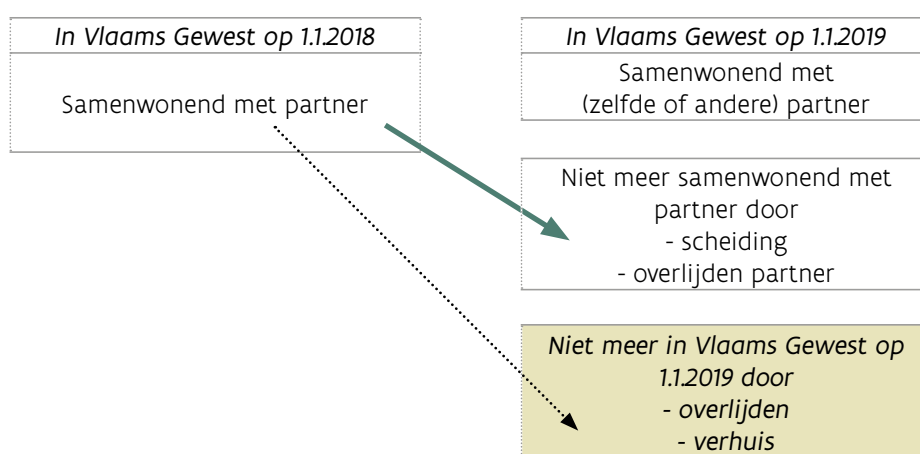 In Vlaams Gewest op 1.1.2018
Samenwonend met partner
In Vlaams Gewest op 1.1.2019
Samenwonend met
(zelfde of andere) partner
Niet meer samenwonend met
partner door
- scheiding
- overlijden partner
Niet meer in Vlaams Gewest op
1.1.2019 door
- overlijden
- verhuis